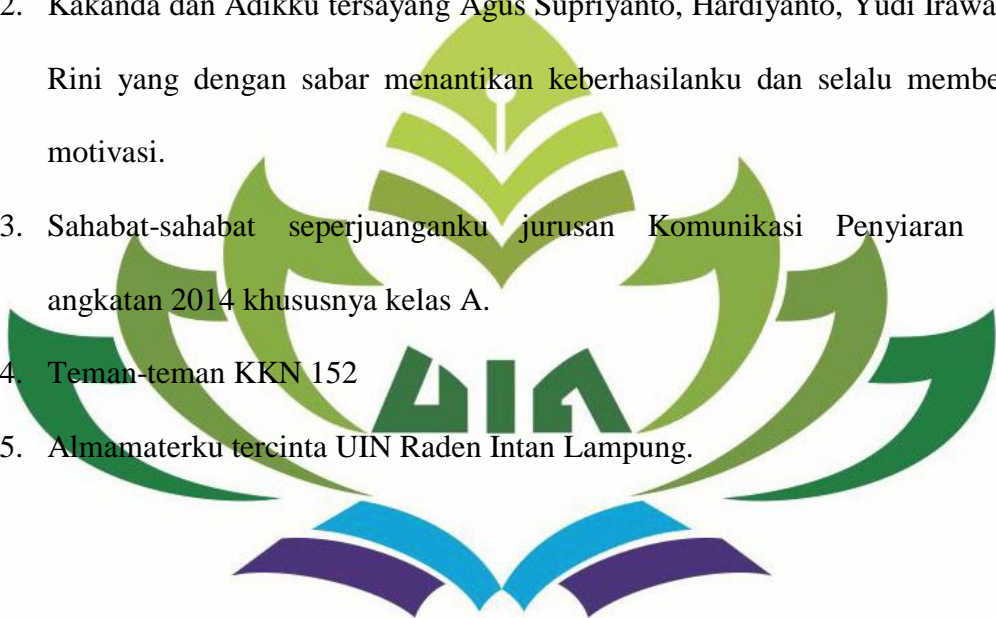 2. Kakanda dan Adikku tersayang Agus Supriyanto, Hardiyanto, Yudi
Rini yang dengan sabar menantikan keberhasilanku dan selalu
motivasi.
3. Sahabat-sahabat seperjuanganku jurusan Komunikasi Penyiaran
angkatan 2014 khususnya kelas A.
4. Teman-teman KKN 152
UIN
5. Almamaterku tercinta UIN Raden Intan Lampung.